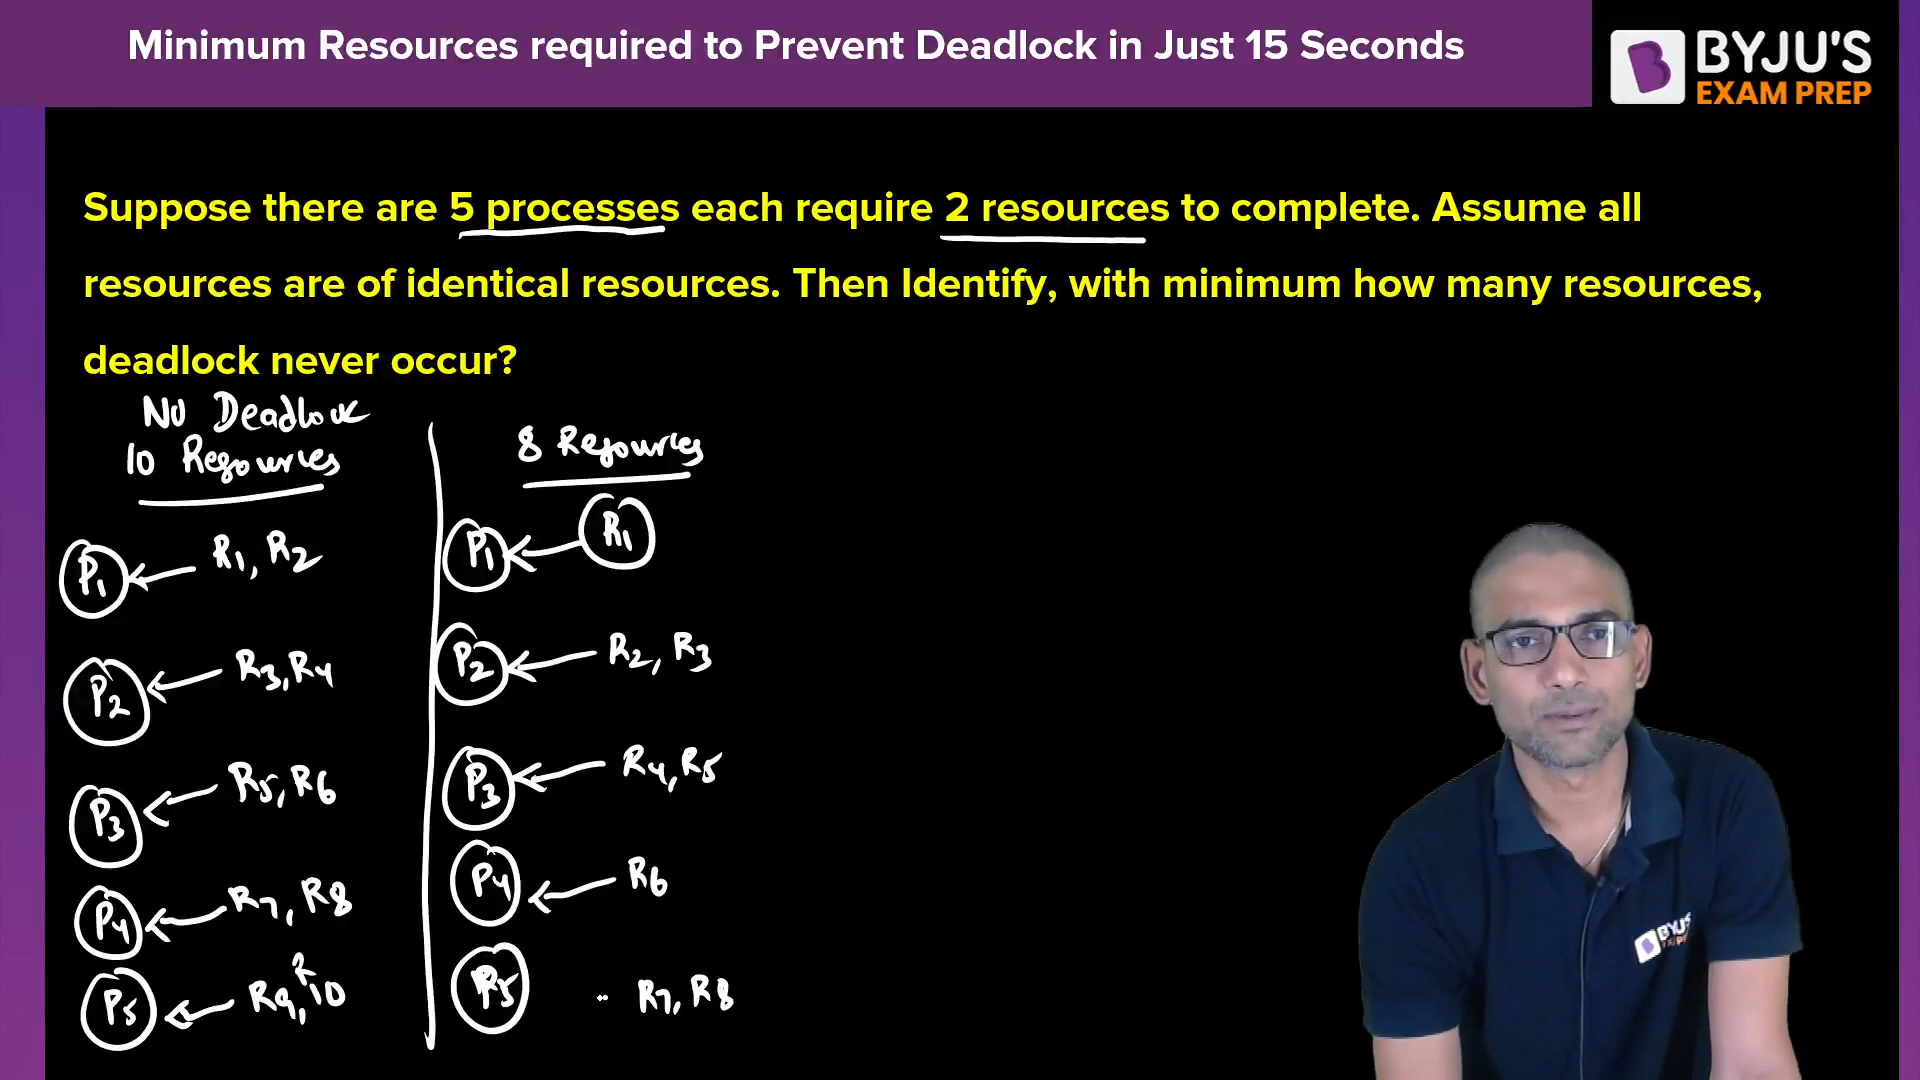 Minimum Resources required to Prevent Deadlock in Just 15 Seconds
BYJU'S
EXAM PREP
Suppose there are 5 processes each require 2 resources to complete. Assume all
resources are of identical resources. Then Identify, with minimum how many resources,
deadlock never occur?
No Deadlock
10 Resources
P1 ← R1, R2
P2 ← R3, R4
P3 ← R5, R6
P4 ← R7, R8
P5 ← R9, R10
8 Resources
P1 ← R1
P2 ← R2, R3
P3 ← R4, R5
P4 ← R6
P5 R7, R8
BYJU'S